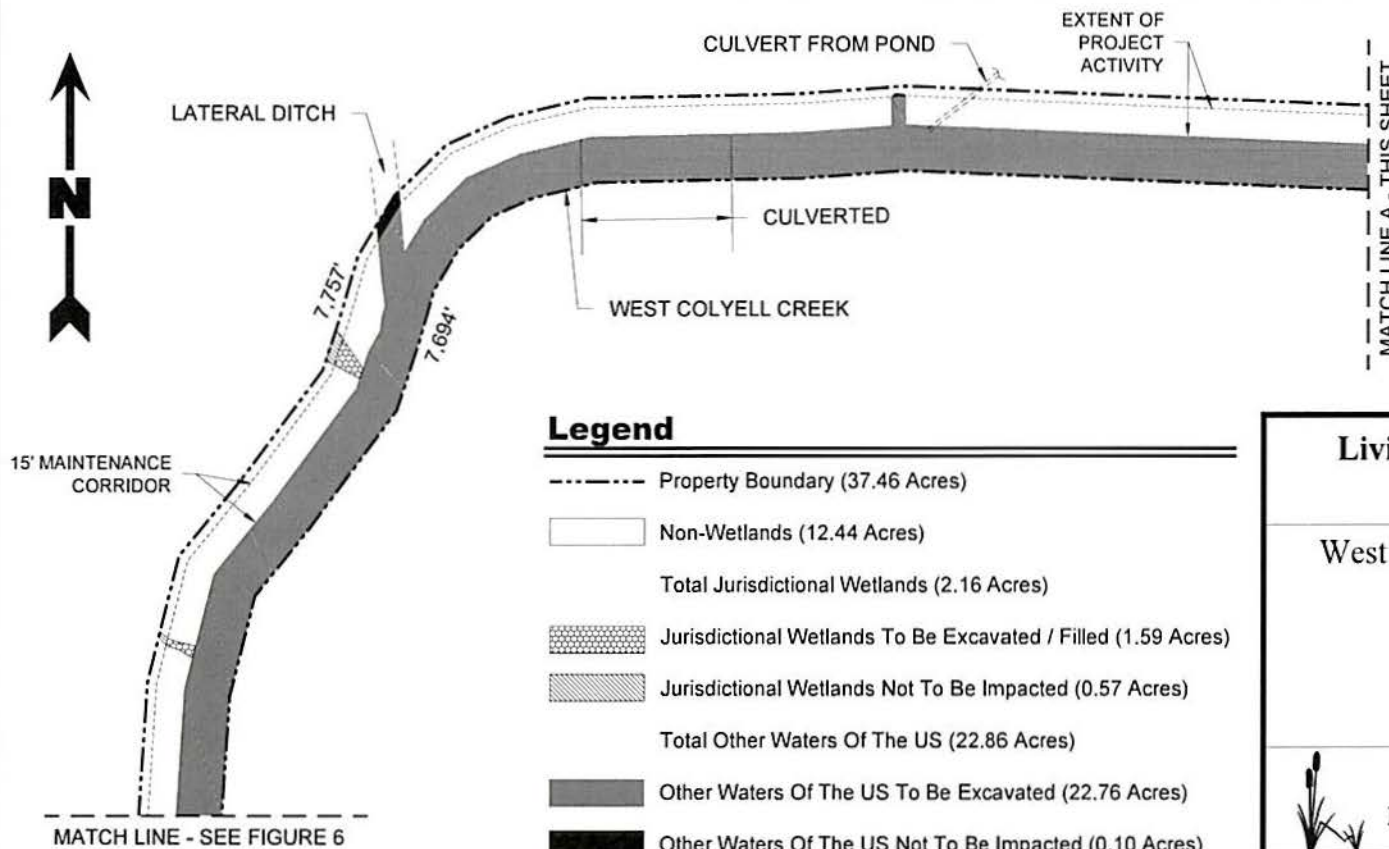 EXTENT OF
PROJECT
ACTIVITY
CULVERT FROM POND
LATERAL DITCH
MATCH LINE A - THIS SHEET
N
CULVERTED
WEST COLYELL CREEK
7,757'
7,694'
15' MAINTENANCE
CORRIDOR
MATCH LINE - SEE FIGURE 6
Legend
Property Boundary (37.46 Acres)
Non-Wetlands (12.44 Acres)
Total Jurisdictional Wetlands (2.16 Acres)
Jurisdictional Wetlands To Be Excavated / Filled (1.59 Acres)
Jurisdictional Wetlands Not To Be Impacted (0.57 Acres)
Total Other Waters Of The US (22.86 Acres)
Other Waters Of The US To Be Excavated (22.76 Acres)
Other Waters Of The US Not To Be Impacted (0.10 Acres)
West